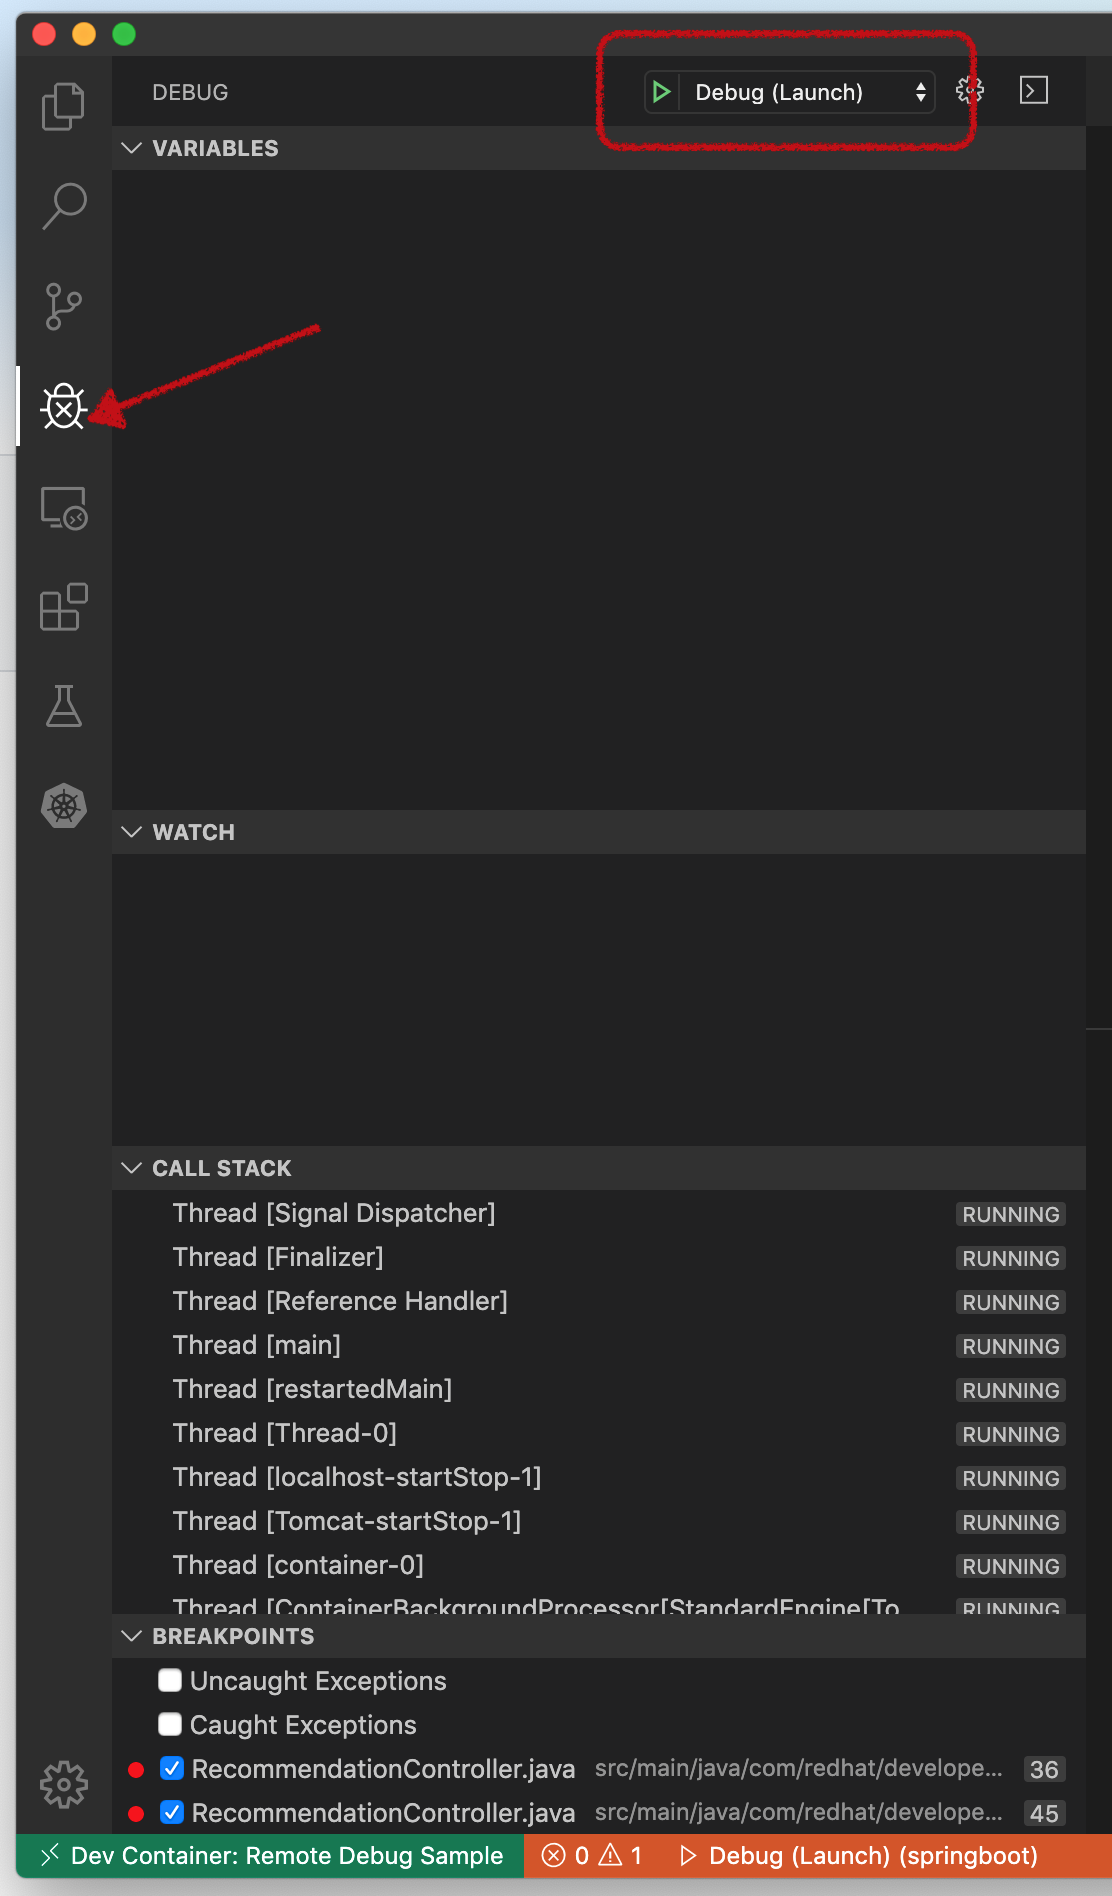 DEBUG
Debug (Launch)
VARIABLES
WATCH
CALL STACK
Thread [Signal Dispatcher] RUNNING
Thread [Finalizer] RUNNING
Thread [Reference Handler] RUNNING
Thread [main] RUNNING
Thread [restartedMain] RUNNING
Thread [Thread-0] RUNNING
Thread [localhost-startStop-1] RUNNING
Thread [Tomcat-startStop-1] RUNNING
Thread [container-0] RUNNING
Thread [ContainerBackgroundProcessor[StandardEngine[To RUNNING
BREAKPOINTS
Uncaught Exceptions
Caught Exceptions
RecommendationController.java src/main/java/com/redhat/develope... 36
RecommendationController.java src/main/java/com/redhat/develope... 45
Dev Container: Remote Debug Sample 0 1 Debug (Launch) (springboot)